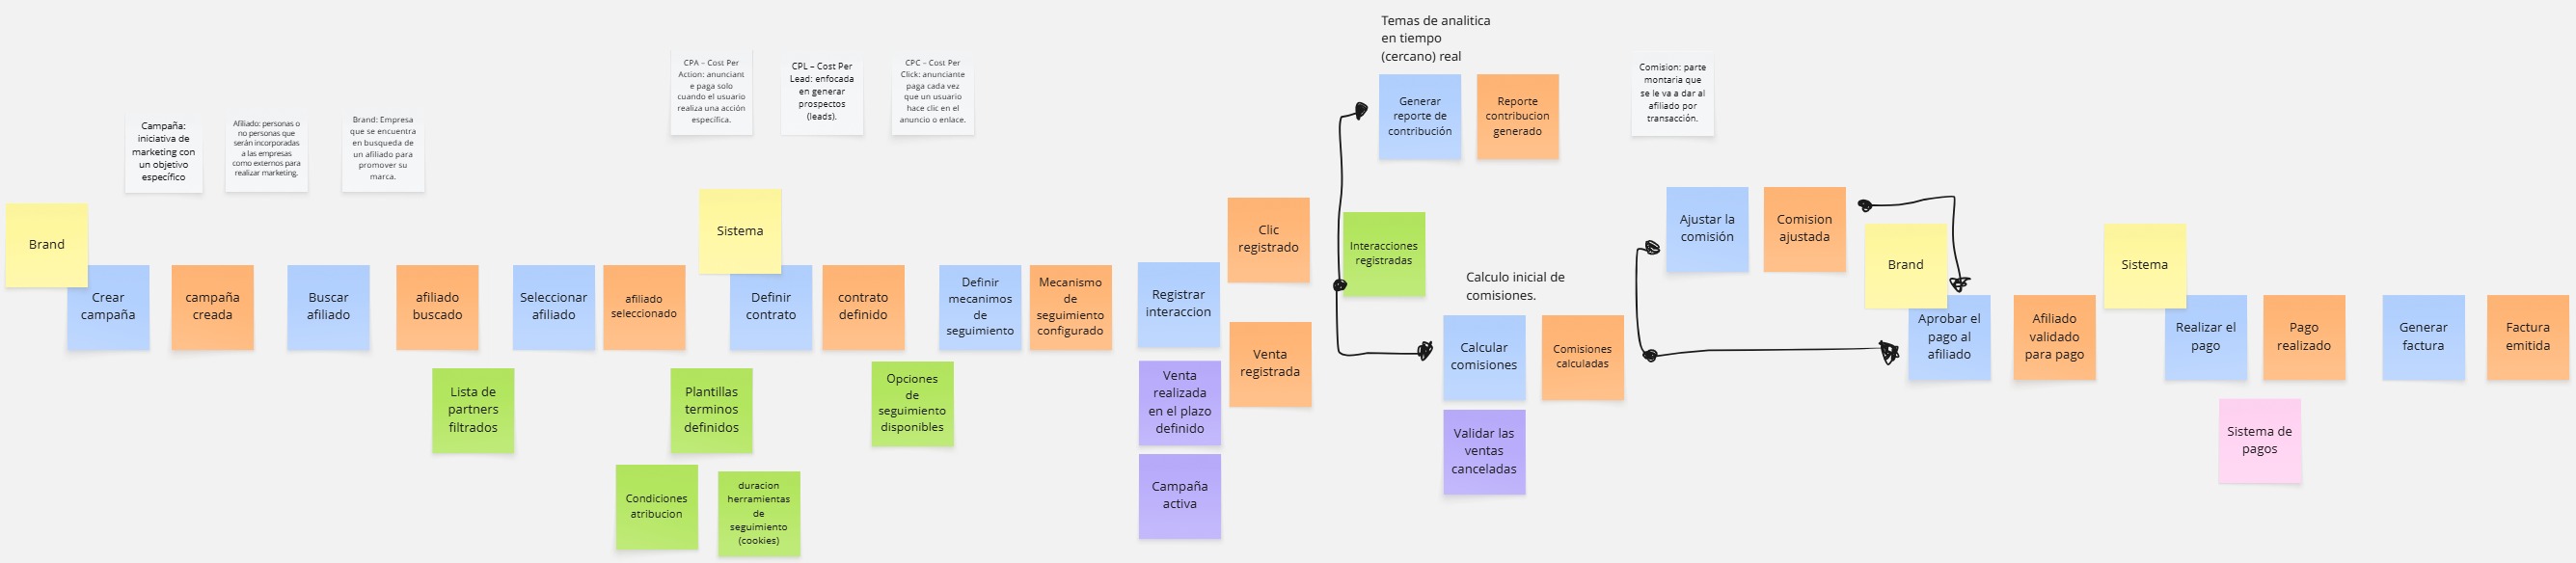 Temas de analitica
en tiempo
(cercano) real
Campaña:
iniciativa de
marketing con
un objetivo
específico
Afiliado: personas o
no personas que
serán incorporadas
a las empresas
como externos para
realizar marketing.
Brand: Empresa
que se encuentra
en busqueda de
un afiliado para
promover su
marca.
CPA – Cost Per
Action: anunciant
e paga solo
cuando el usuario
realiza una acción
específica.
CPL – Cost Per
Lead: enfocada
en generar
prospectos
(leads).
CPC – Cost Per
Click: anunciante
paga cada vez
que un usuario
hace clic en el
anuncio o enlace.
Generar
reporte de
contribución
Reporte
contribucion
generado
Comision: parte
montaria que
se le va a dar al
afiliado por
transacción.
Brand
Crear
campaña
campaña
creada
Buscar
afiliado
afiliado
buscado
Lista de
partners
filtrados
Seleccionar
afiliado
afiliado
seleccionado
Sistema
Definir
contrato
contrato
definido
Plantillas
terminos
definidos
Condiciones
atribucion
duracion
herramientas
de
seguimiento
(cookies)
Opciones
de
seguimiento
disponibles
Definir
mecanimos
de
seguimiento
Mecanismo
de
seguimiento
configurado
Registrar
interaccion
Venta
realizada
en el plazo
definido
Campaña
activa
Clic
registrado
Venta
registrada
Interacciones
registradas
Calculo inicial de
comisiones.
Calcular
comisiones
Comisiones
calculadas
Validar las
ventas
canceladas
Ajustar la
comisión
Comision
ajustada
Brand
Aprobar el
pago al
afiliado
Afiliado
validado
para pago
Sistema
Realizar el
pago
Pago
realizado
Sistema de
pagos
Generar
factura
Factura
emitida